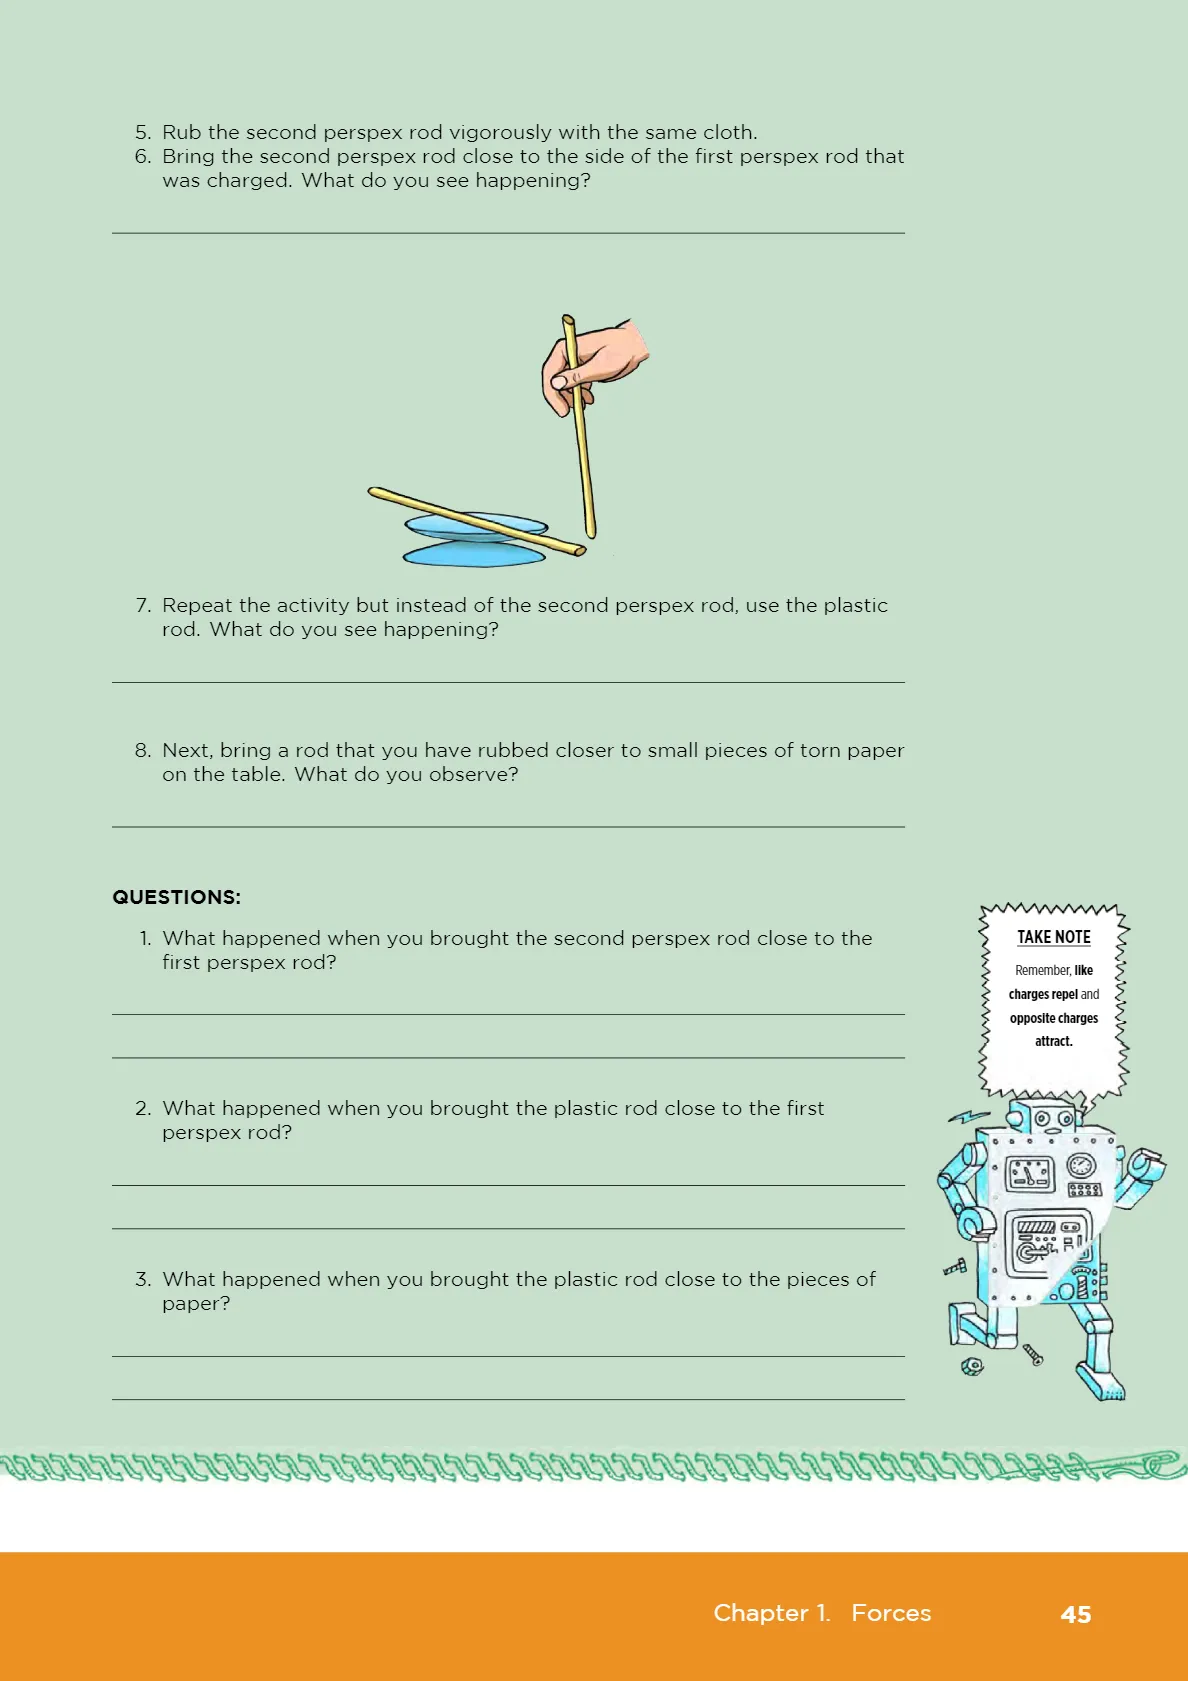 5. Rub the second perspex rod vigorously with the same cloth.
6. Bring the second perspex rod close to the side of the first perspex rod that
was charged. What do you see happening?
7. Repeat the activity but instead of the second perspex rod, use the plastic
rod. What do you see happening?
8. Next, bring a rod that you have rubbed closer to small pieces of torn paper
on the table. What do you observe?
QUESTIONS:
1. What happened when you brought the second perspex rod close to the
first perspex rod?
2. What happened when you brought the plastic rod close to the first
perspex rod?
3. What happened when you brought the plastic rod close to the pieces of
paper?
TAKE NOTE
Remember, like
charges repel and
opposite charges
attract.
Chapter 1. Forces 45